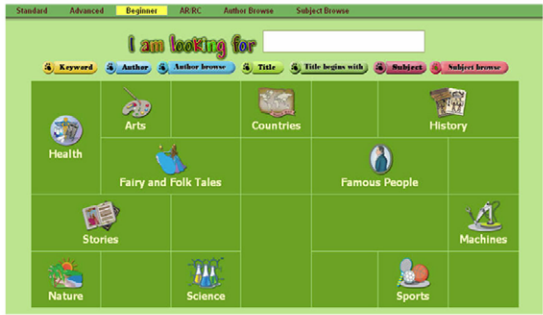 Standard Advanced Beginner AR/RC Author Browse Subject Browse
I am looking for
Keyword Author Author browse Title Title begins with Subject Subject browse
Arts Countries History
Health
Fairy and Folk Tales Famous People
Stories Machines
Nature Science Sports